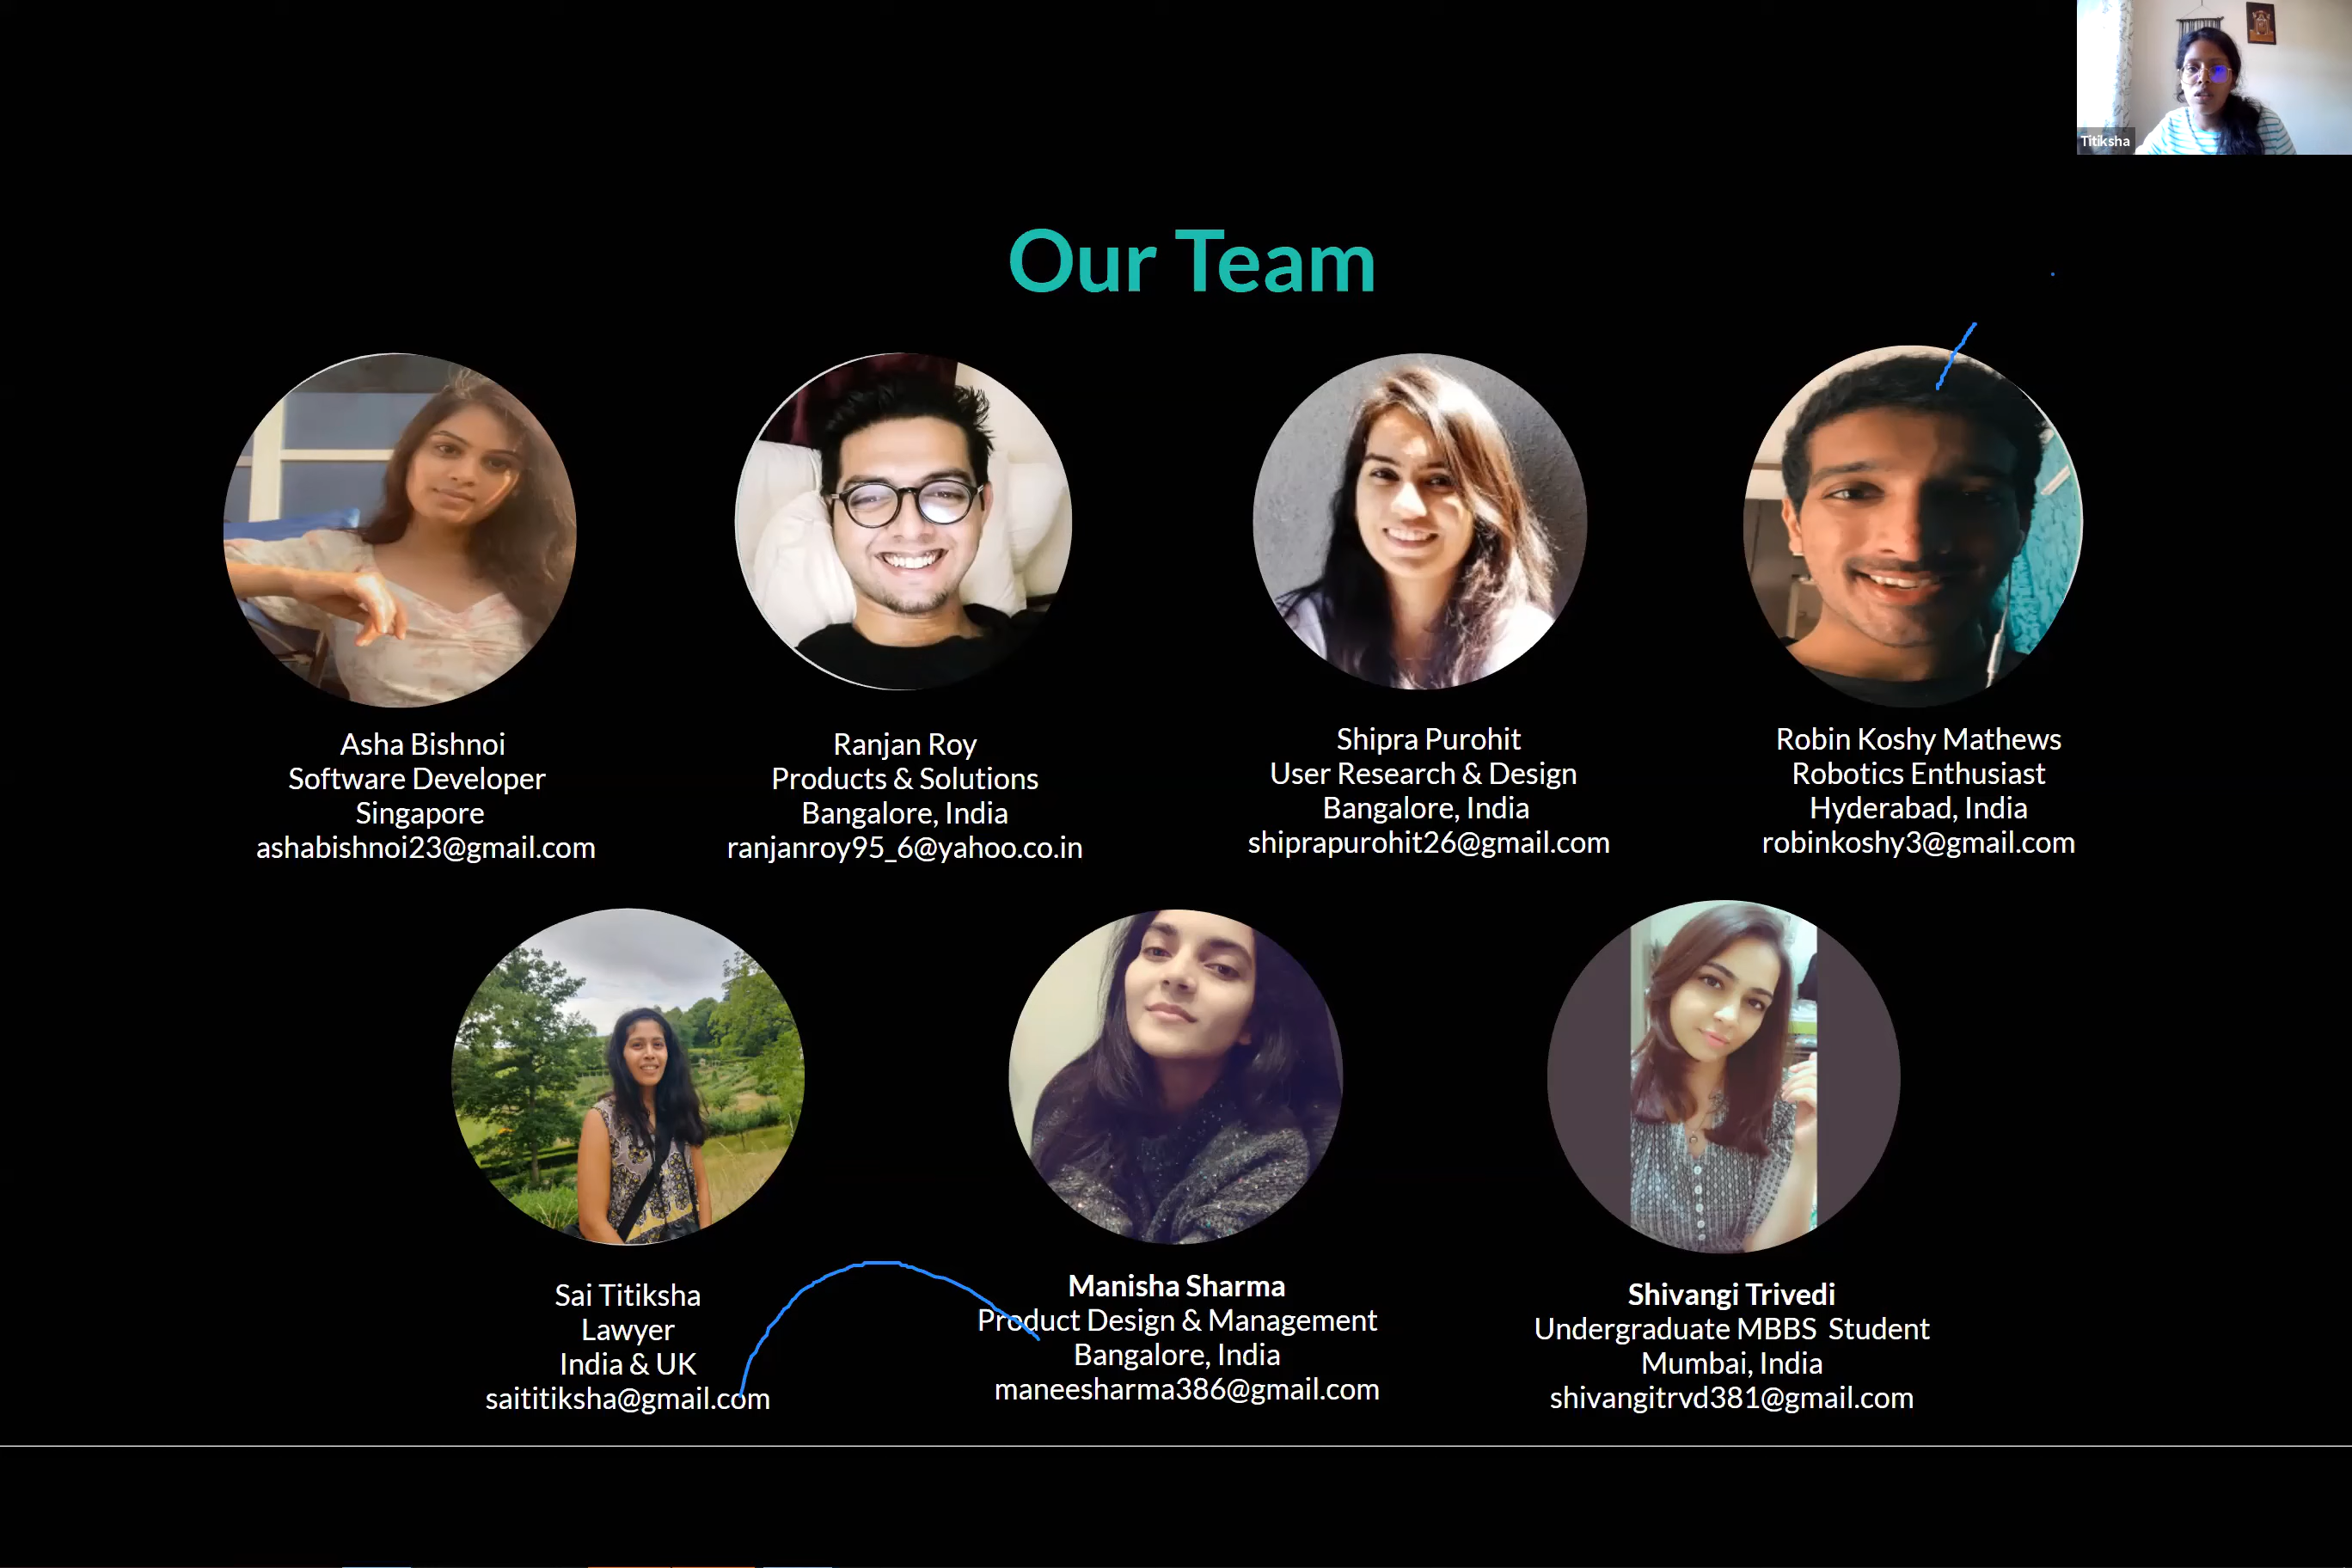 Titiksha
Our Team
Asha Bishnoi
Software Developer
Singapore
ashabishnoi23@gmail.com
Ranjan Roy
Products & Solutions
Bangalore, India
ranjanroy95_6@yahoo.co.in
Shipra Purohit
User Research & Design
Bangalore, India
shiprapurohit26@gmail.com
Robin Koshy Mathews
Robotics Enthusiast
Hyderabad, India
robinkoshy3@gmail.com
Sai Titiksha
Lawyer
India & UK
saititiksha@gmail.com
Manisha Sharma
Product Design & Management
Bangalore, India
maneesharma386@gmail.com
Shivangi Trivedi
Undergraduate MBBS Student
Mumbai, India
shivangitrvd381@gmail.com